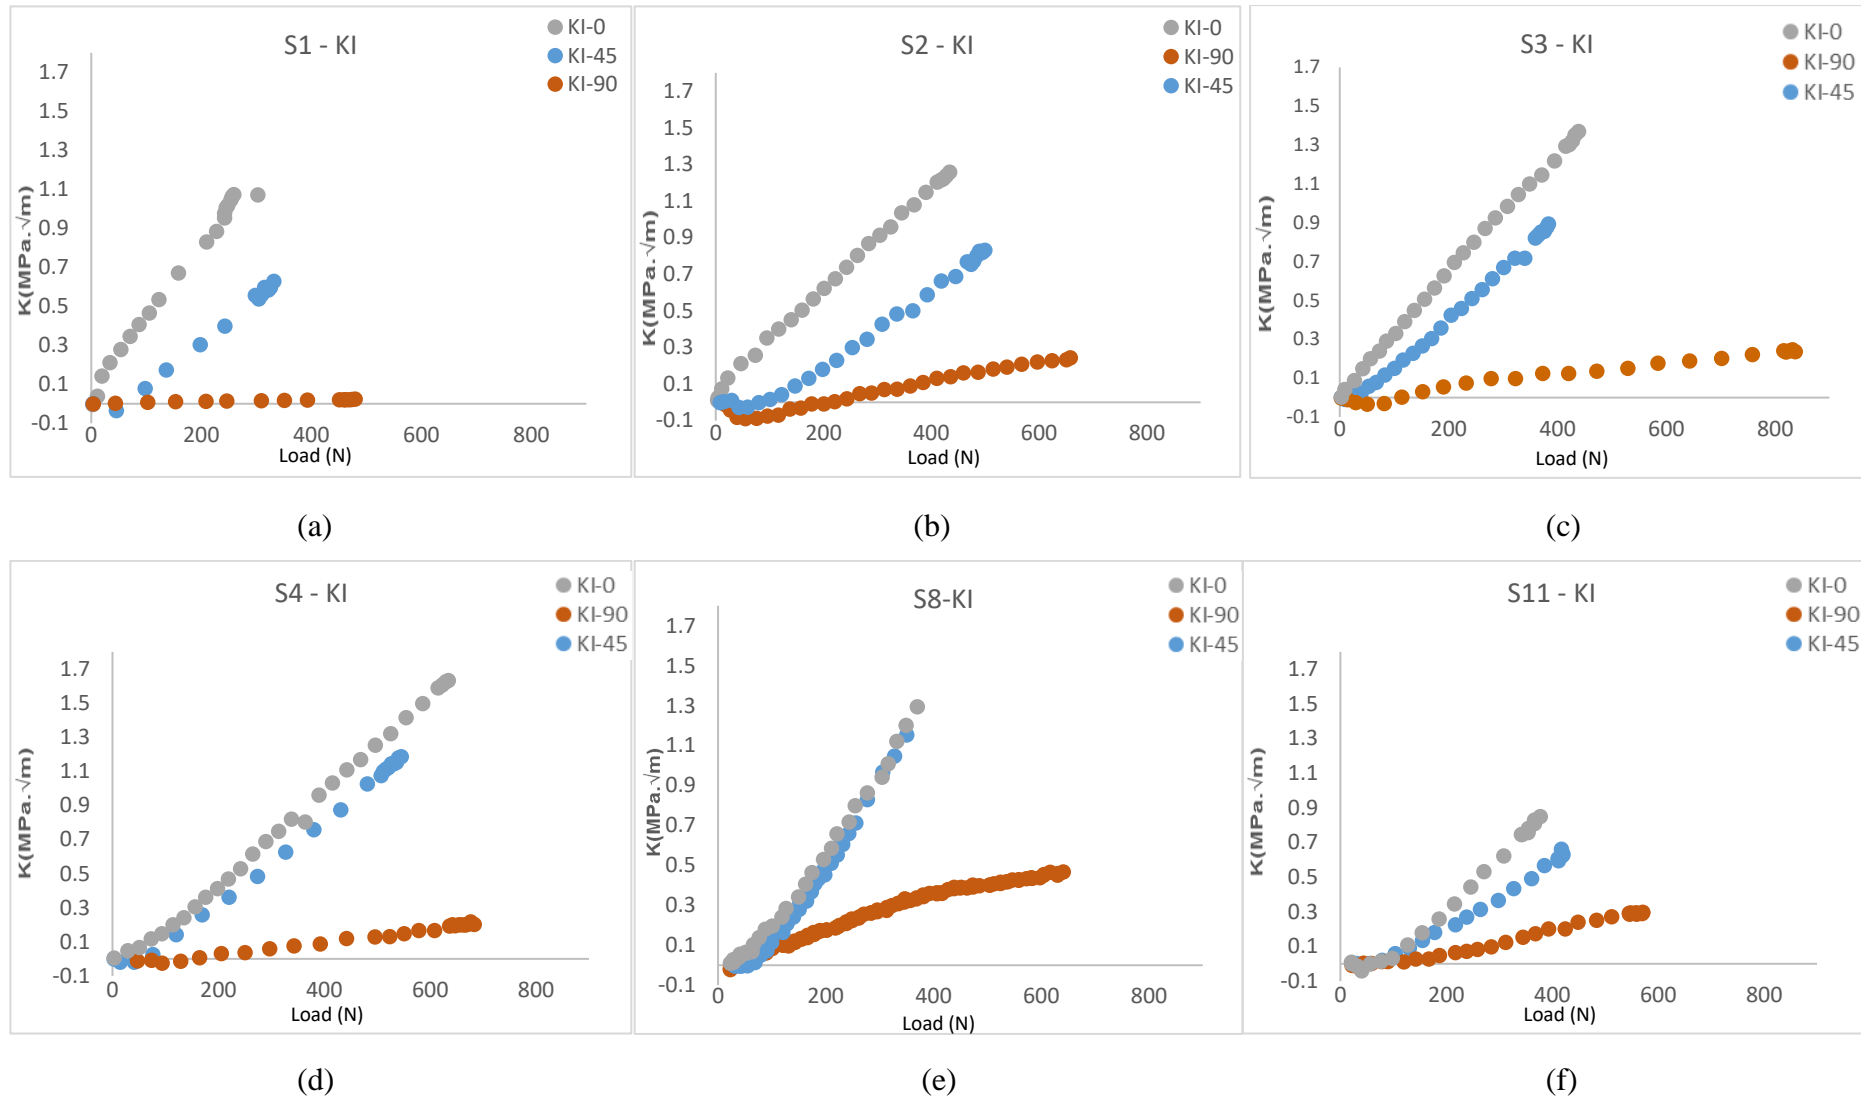 S1 - KI
KI-0
KI-45
KI-90
1.7
1.5
1.3
1.1
0.9
0.7
0.5
0.3
0.1
-0.1
K(MPa.√m)
0 200 400 600 800
Load (N)
(a)
S2 - KI
KI-0
KI-90
KI-45
1.7
1.5
1.3
1.1
0.9
0.7
0.5
0.3
0.1
-0.1
K(MPa.√m)
0 200 400 600 800
Load (N)
(b)
S3 - KI
KI-0
KI-90
KI-45
1.7
1.5
1.3
1.1
0.9
0.7
0.5
0.3
0.1
-0.1
K(MPa.√m)
0 200 400 600 800
Load (N)
(c)
S4 - KI
KI-0
KI-90
KI-45
1.7
1.5
1.3
1.1
0.9
0.7
0.5
0.3
0.1
-0.1
K(MPa.√m)
0 200 400 600 800
Load (N)
(d)
S8-KI
KI-0
KI-90
KI-45
1.7
1.5
1.3
1.1
0.9
0.7
0.5
0.3
0.1
-0.1
K(MPa.√m)
0 200 400 600 800
Load (N)
(e)
S11 - KI
KI-0
KI-90
KI-45
1.7
1.5
1.3
1.1
0.9
0.7
0.5
0.3
0.1
-0.1
K(MPa.√m)
0 200 400 600 800
Load (N)
(f)